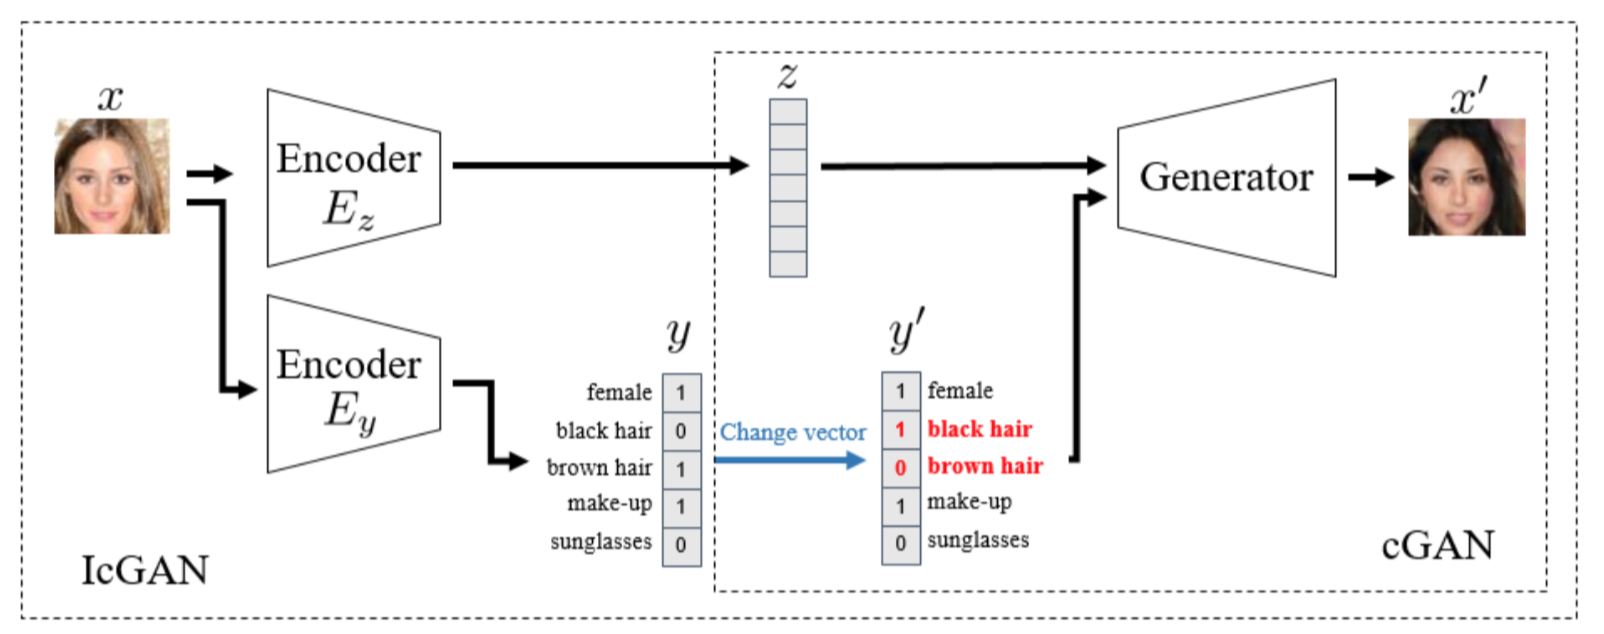 x
Encoder
E_z
z
Generator
x′
Encoder
E_y
y
female 1
black hair 0
brown hair 1
make-up 1
sunglasses 0
Change vector
y′
1 female
1 black hair
0 brown hair
1 make-up
0 sunglasses
IcGAN
cGAN